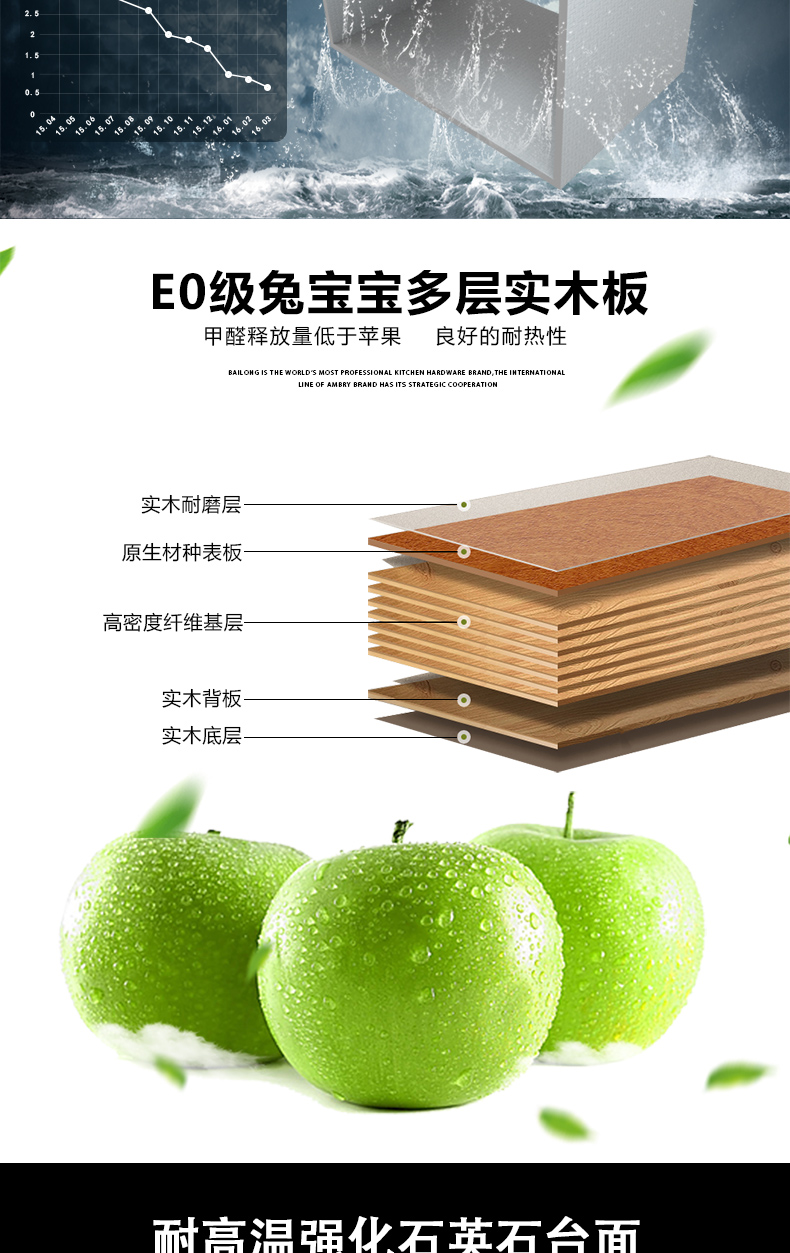 2.5
2
1.5
1
0.5
0
15.04 15.05 15.06 15.07 15.08 15.09 15.10 15.11 15.12 16.01 16.02 16.03
E0级兔宝宝多层实木板
甲醛释放量低于苹果 良好的耐热性
BAILONG IS THE WORLD'S MOST PROFESSIONAL KITCHEN HARDWARE BRAND,THE INTERNATIONAL
LINE OF AMBRY BRAND HAS ITS STRATEGIC COOPERATION
实木耐磨层
原生材种表板
高密度纤维基层
实木背板
实木底层
耐高温强化石英石台面